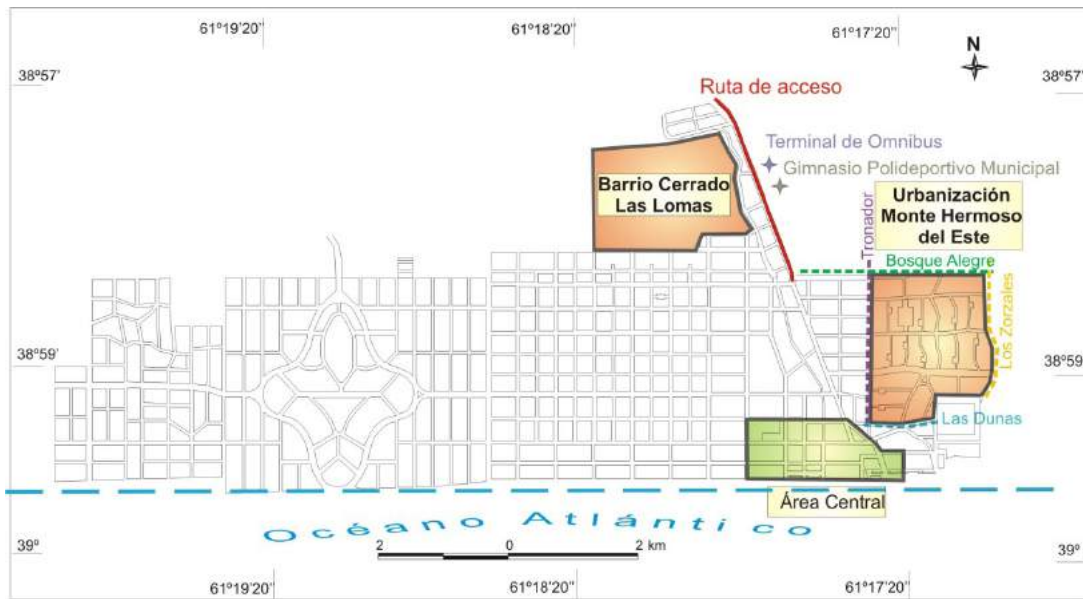 61º19'20"
61º18'20"
61º17'20"
N
38º57'
38º57'
Ruta de acceso
Terminal de Omnibus
Gimnasio Polideportivo Municipal
Barrio Cerrado
Las Lomas
Urbanización
Monte Hermoso
del Este
Tronador
Bosque Alegre
Los Zorzales
38º59'
38º59'
Las Dunas
Área Central
Océano Atlántico
2
0
2 km
39º
39º
61º19'20"
61º18'20"
61º17'20"